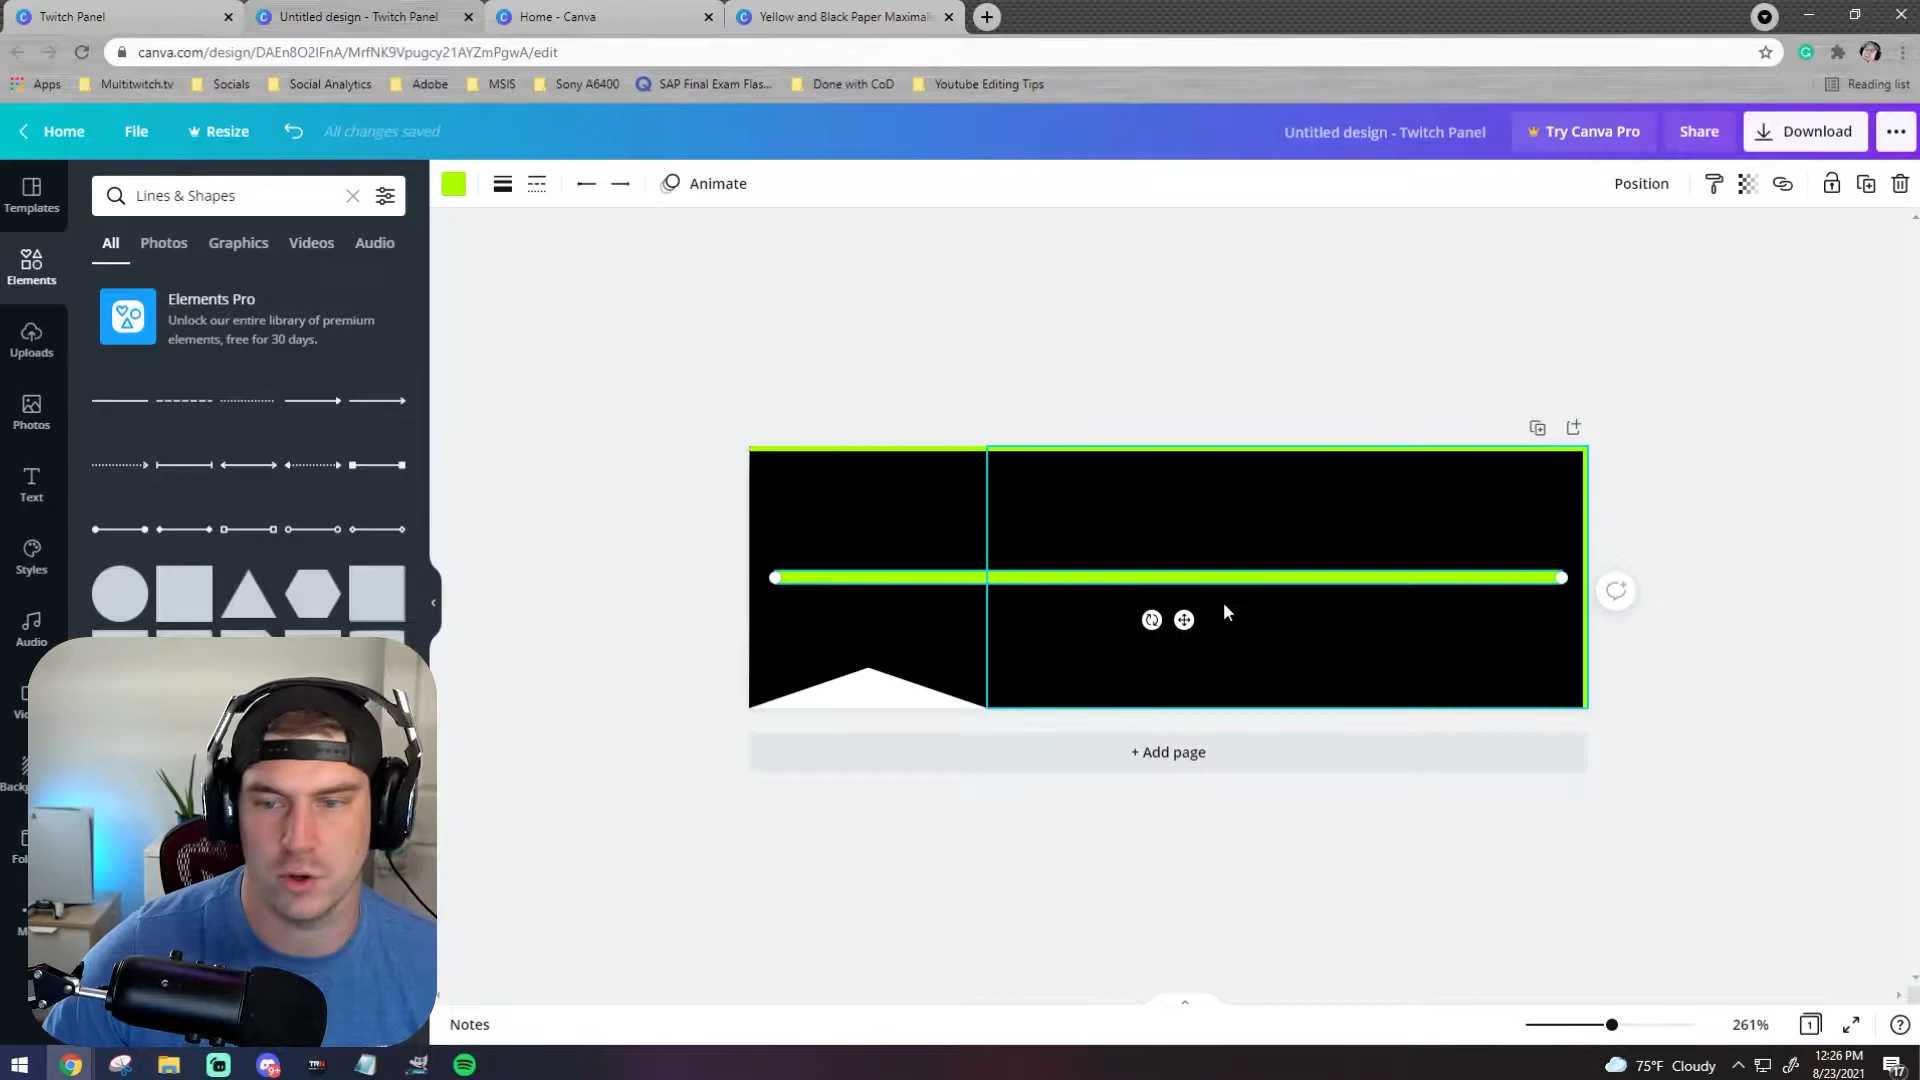 Twitch Panel
Untitled design - Twitch Panel
Home - Canva
Yellow and Black Paper Maximali
canva.com/design/DAEn8O2IFnA/MrfNK9Vpugcy21AYZmPgwA/edit
Apps
Multitwitch.tv
Socials
Social Analytics
Adobe
MSIS
Sony A6400
SAP Final Exam Flas...
Done with CoD
Youtube Editing Tips
Reading list
Home
File
Resize
All changes saved
Untitled design - Twitch Panel
Try Canva Pro
Share
Download
Templates
Elements
Uploads
Photos
Text
Styles
Audio
Lines & Shapes
All
Photos
Graphics
Videos
Audio
Elements Pro
Unlock our entire library of premium
elements, free for 30 days.
Animate
Position
+ Add page
Notes
261%
1
9+
TRN
75°F Cloudy
12:26 PM
8/23/2021
17